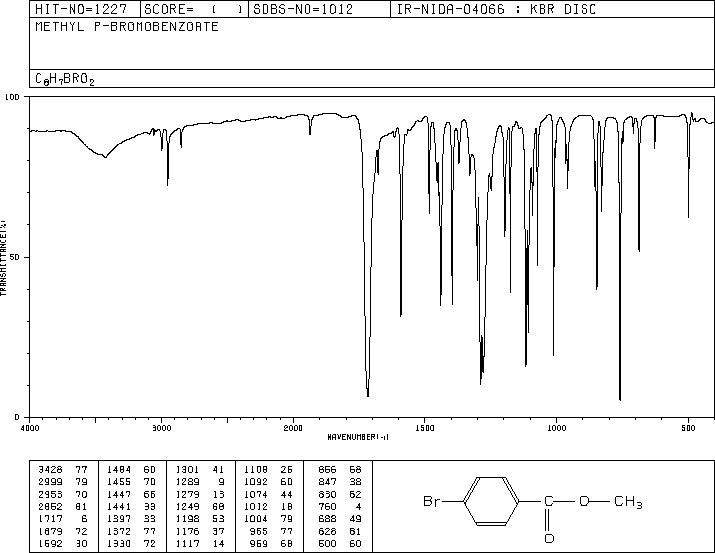 HIT-NO=1227 SCORE= ( ) SDBS-NO=1012 IR-NIDA-04066 : KBR DISC
METHYL P-BROMOBENZOATE
C8H7BRO2
100
50
0
TRANSMITTANCE(%)
4000 3000 2000 1500 1000 500
WAVENUMBER(-1)
3428 77 1484 60 1301 41 1108 26 856 68
2999 79 1455 70 1289 9 1092 60 847 38
2953 70 1447 66 1279 13 1074 44 830 62
2852 81 1441 33 1249 68 1012 18 760 4
1717 6 1397 33 1198 53 1004 79 688 49
1679 72 1372 77 1176 37 965 77 628 81
1592 30 1330 72 1117 14 959 68 500 60
Br C O CH3
O